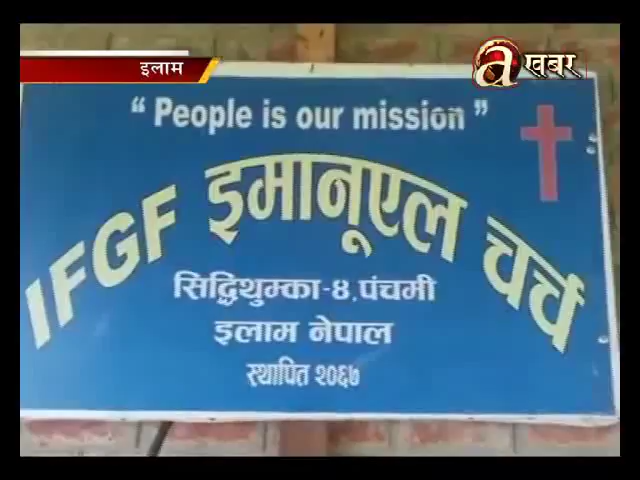 इलाम
a खबर
“ People is our mission ”
IFGF इमानूएल चर्च
सिद्धिथुम्का-४, पंचमी
इलाम नेपाल
स्थापित २०६७